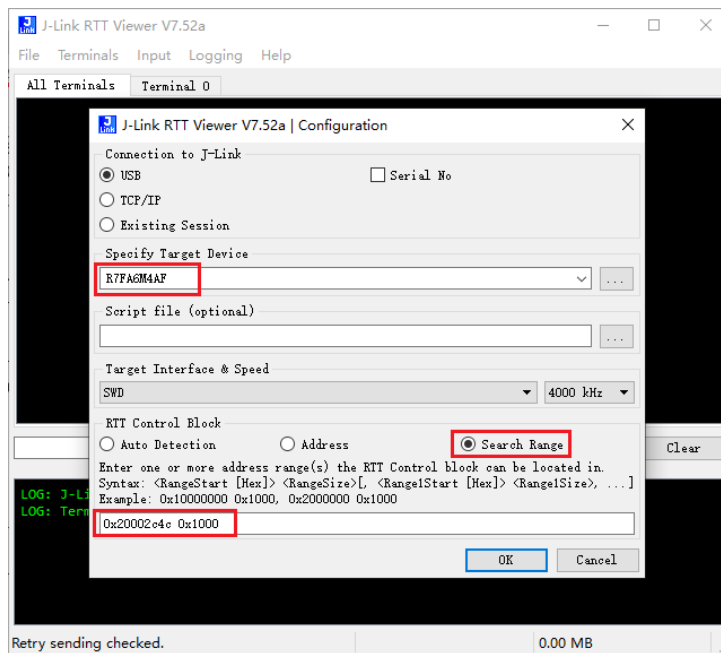 J-Link RTT Viewer V7.52a
File Terminals Input Logging Help
All Terminals Terminal 0
J-Link RTT Viewer V7.52a | Configuration
Connection to J-Link
USB Serial No
TCP/IP
Existing Session
Specify Target Device
R7FA6M4AF ...
Script file (optional)
...
Target Interface & Speed
SWD 4000 kHz
RTT Control Block
Auto Detection Address Search Range
Clear
Enter one or more address range(s) the RTT Control block can be located in.
Syntax: <RangeStart [Hex]> <RangeSize>[, <Range1Start [Hex]> <Range1Size>, ...]
Example: 0x10000000 0x1000, 0x2000000 0x1000
LOG: J-Li
LOG: Term
0x20002c4c 0x1000
OK Cancel
Retry sending checked. 0.00 MB